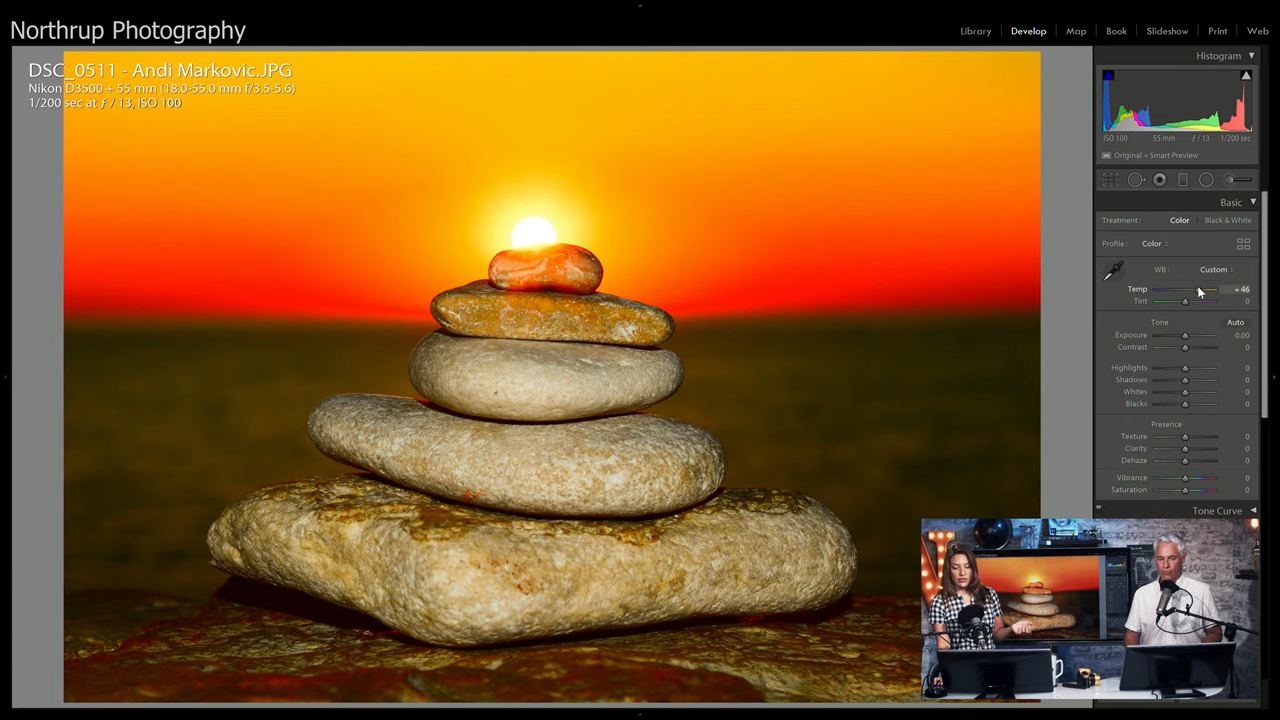 Northrup Photography
Library | Develop | Map | Book | Slideshow | Print | Web
DSC_0511 - Andi Markovic.JPG
Nikon D3500 + 55 mm (18.0-55.0 mm f/3.5-5.6)
1/200 sec at ƒ / 13, ISO 100
Histogram
ISO 100 55 mm ƒ / 13 1/200 sec
Original + Smart Preview
Basic
Treatment : Color Black & White
Profile : Color
WB : Custom
Temp + 46
Tint 0
Tone Auto
Exposure 0.00
Contrast 0
Highlights 0
Shadows 0
Whites 0
Blacks 0
Presence
Texture 0
Clarity 0
Dehaze 0
Vibrance 0
Saturation 0
Tone Curve